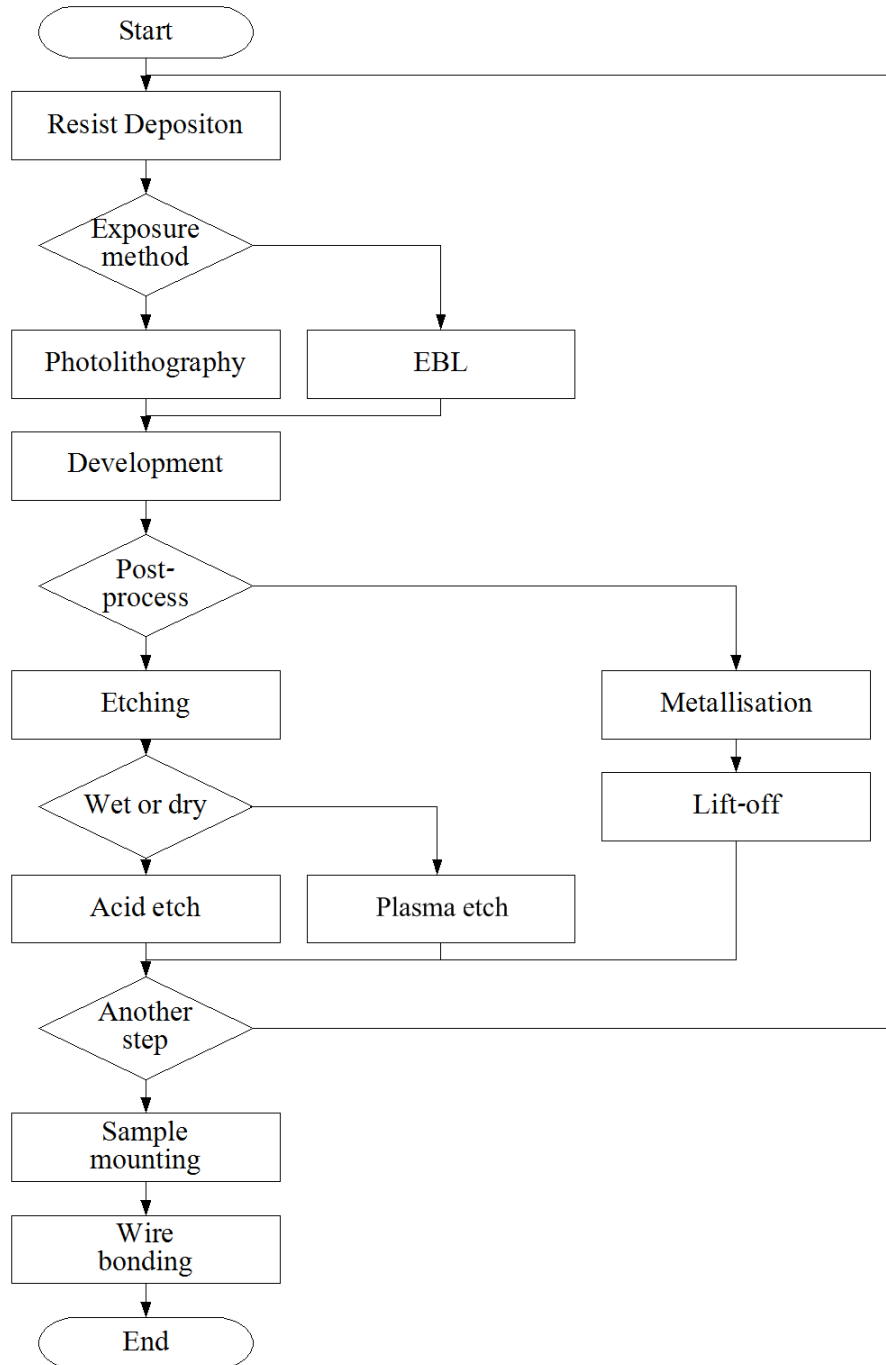 Start
Resist Depositon
Exposure
method
Photolithography
EBL
Development
Post-
process
Etching
Metallisation
Wet or dry
Lift-off
Acid etch
Plasma etch
Another
step
Sample
mounting
Wire
bonding
End